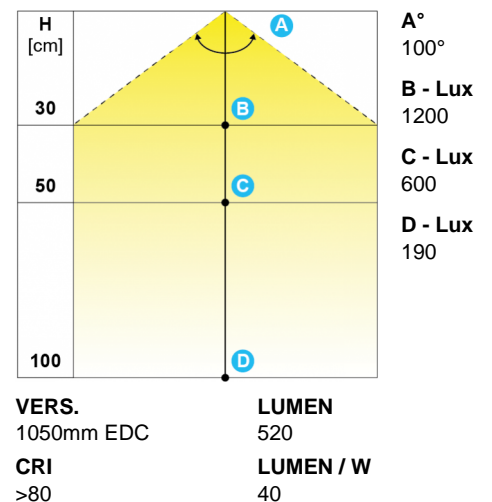 H
[cm]
A
30
B
50
C
100
D
A°
100°
B - Lux
1200
C - Lux
600
D - Lux
190
VERS.
1050mm EDC
LUMEN
520
CRI
>80
LUMEN / W
40